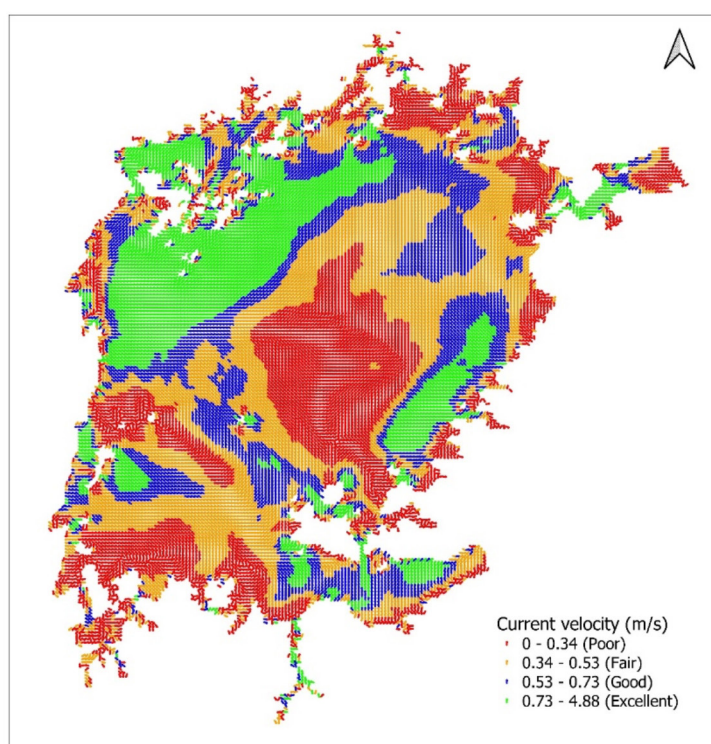 Current velocity (m/s)
0 - 0.34 (Poor)
0.34 - 0.53 (Fair)
0.53 - 0.73 (Good)
0.73 - 4.88 (Excellent)